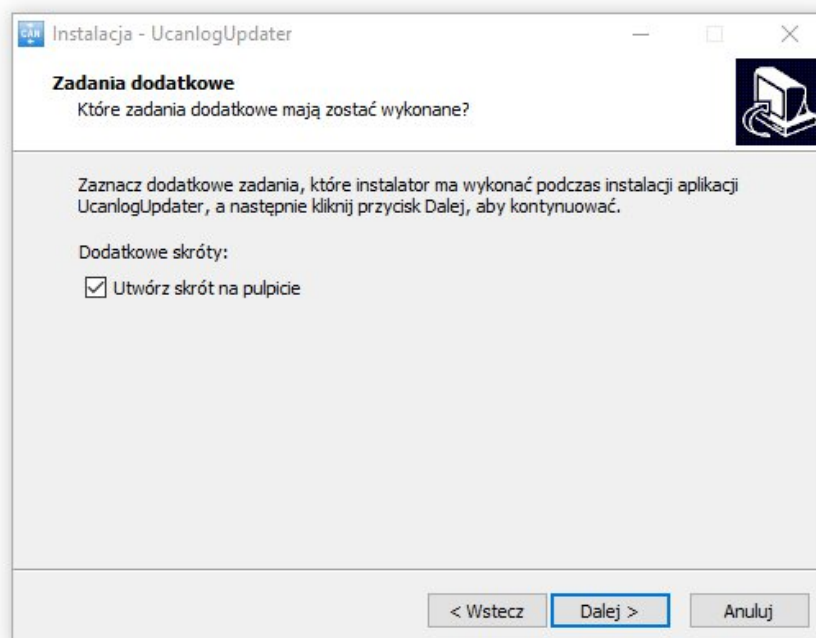 CAN
Instalacja - UcanlogUpdater
Zadania dodatkowe
Które zadania dodatkowe mają zostać wykonane?
Zaznacz dodatkowe zadania, które instalator ma wykonać podczas instalacji aplikacji
UcanlogUpdater, a następnie kliknij przycisk Dalej, aby kontynuować.
Dodatkowe skróty:
Utwórz skrót na pulpicie
< Wstecz
Dalej >
Anuluj